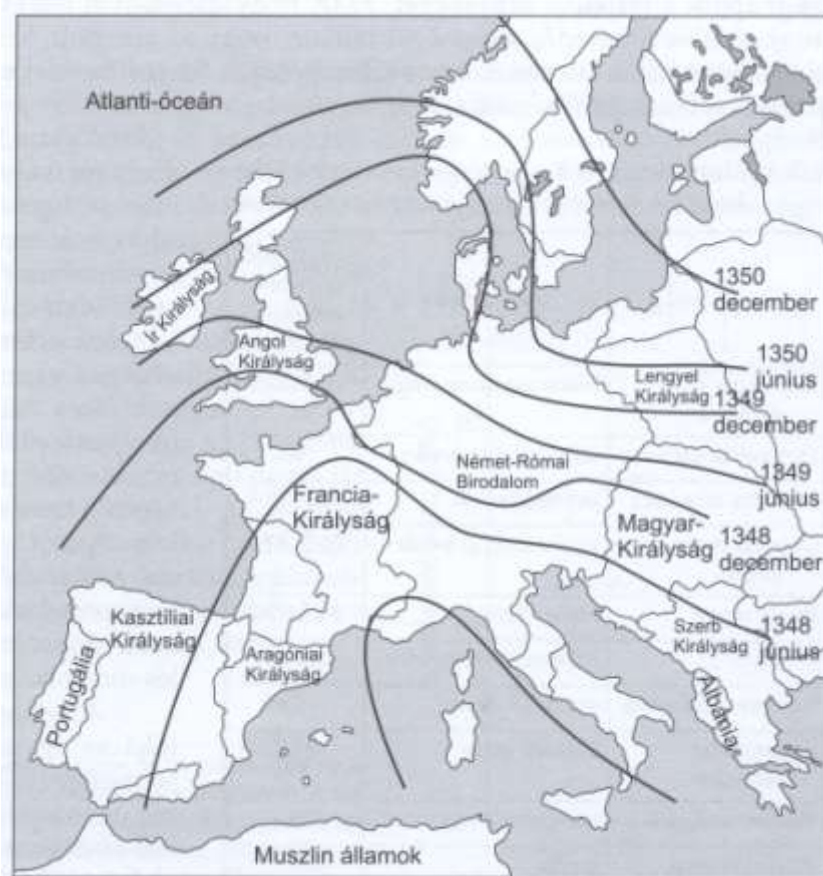 Atlanti-óceán
Ír Királyság
Angol
Királyság
1350
december
1350
június
Lengyel
Királyság
1349
december
1349
június
Német-Római
Birodalom
Francia-
Királyság
Magyar-
Királyság
1348
december
1348
június
Szerb
Királyság
Kasztíliai
Királyság
Portugália
Aragóniai
Királyság
Albánia
Muszlin államok